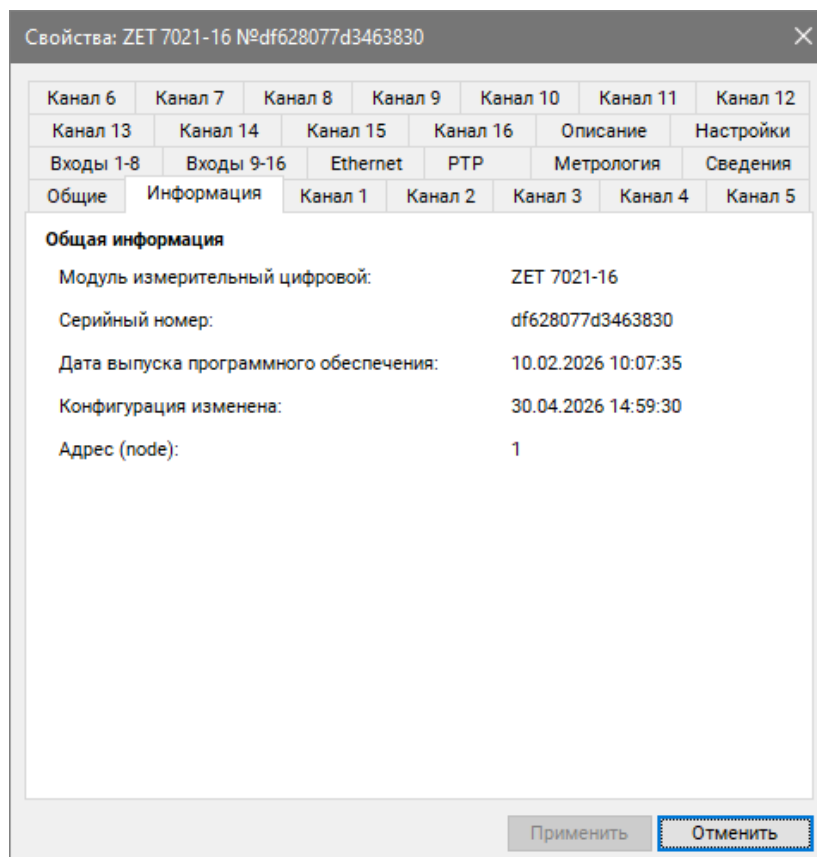 Свойства: ZET 7021-16 №df628077d3463830
Канал 6 Канал 7 Канал 8 Канал 9 Канал 10 Канал 11 Канал 12
Канал 13 Канал 14 Канал 15 Канал 16 Описание Настройки
Входы 1-8 Входы 9-16 Ethernet PTP Метрология Сведения
Общие Информация Канал 1 Канал 2 Канал 3 Канал 4 Канал 5
Общая информация
Модуль измерительный цифровой: ZET 7021-16
Серийный номер: df628077d3463830
Дата выпуска программного обеспечения: 10.02.2026 10:07:35
Конфигурация изменена: 30.04.2026 14:59:30
Адрес (node): 1
Применить Отменить